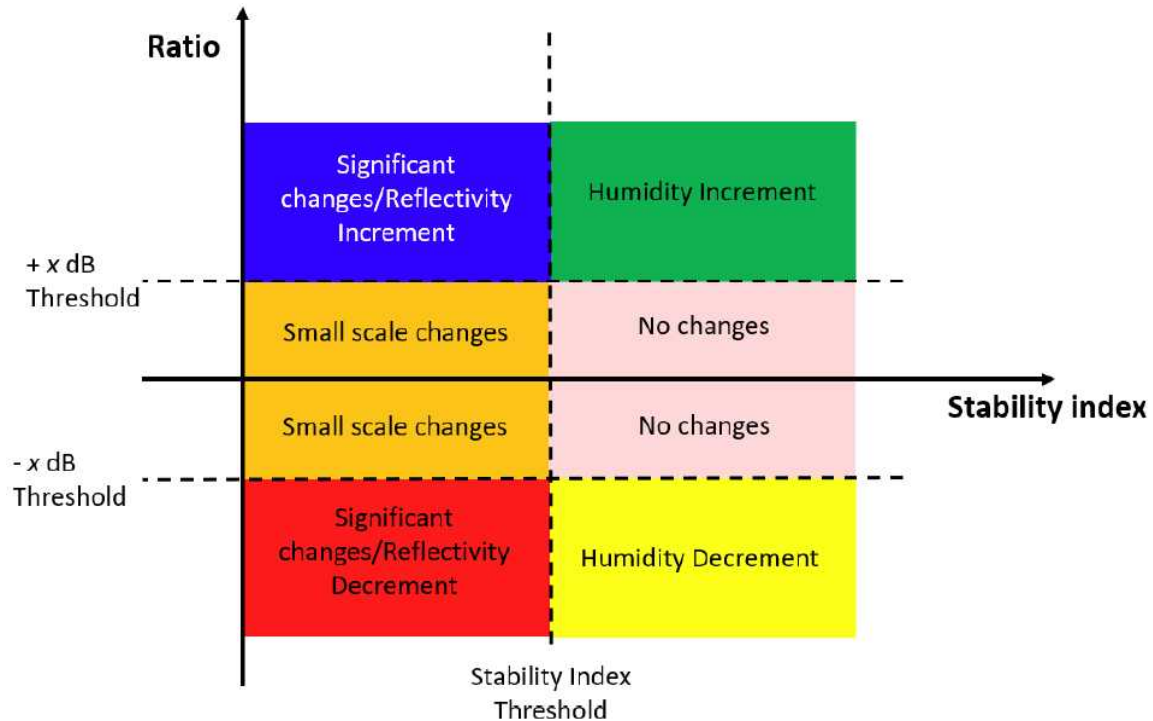 Ratio
Significant
changes/Reflectivity
Increment
Humidity Increment
+ x dB
Threshold
Small scale changes
No changes
Stability index
Small scale changes
No changes
- x dB
Threshold
Significant
changes/Reflectivity
Decrement
Humidity Decrement
Stability Index
Threshold